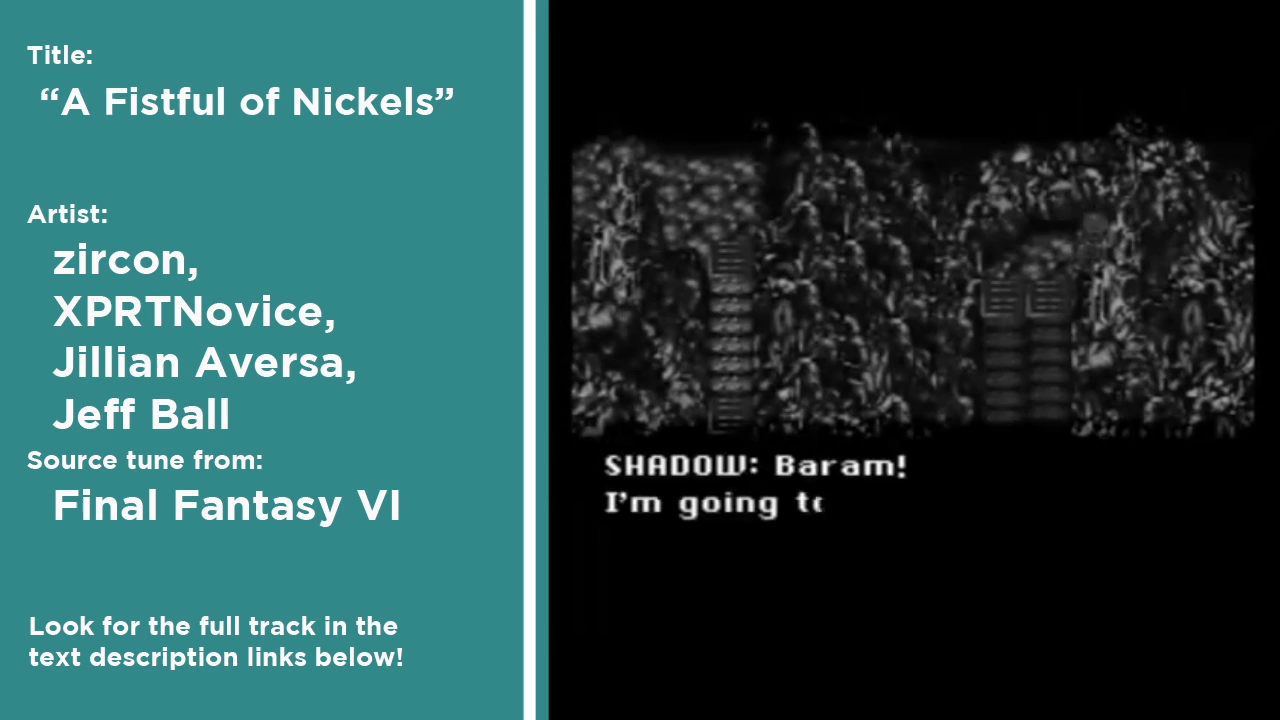 Title:
“A Fistful of Nickels”
Artist:
zircon,
XPRTNovice,
Jillian Aversa,
Jeff Ball
Source tune from:
Final Fantasy VI
Look for the full track in the
text description links below!
SHADOW: Baram!
I'm going